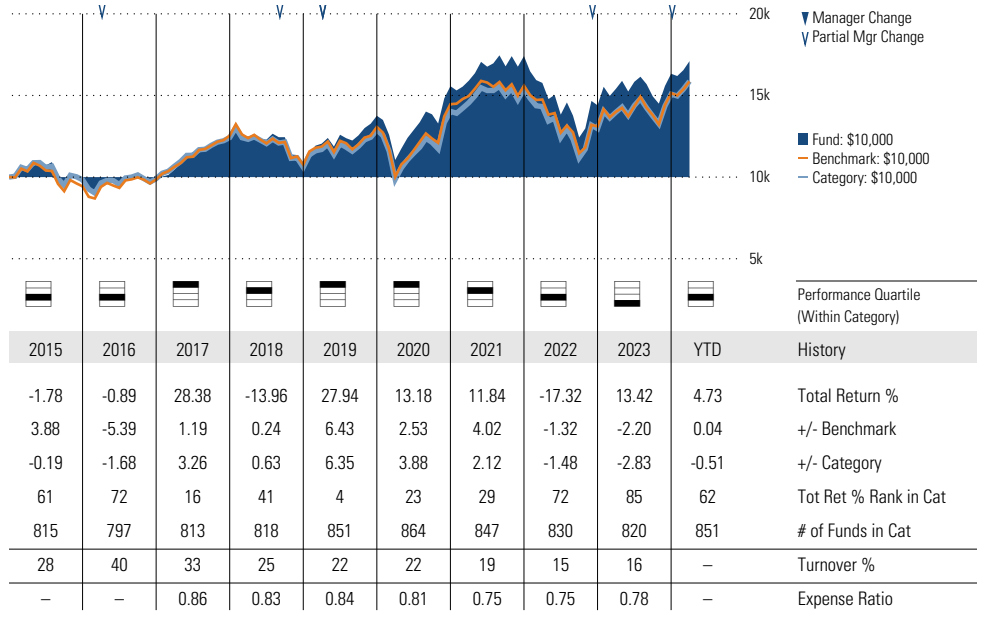 20k
Manager Change
Partial Mgr Change
15k
Fund: $10,000
Benchmark: $10,000
10k
Category: $10,000
5k
Performance Quartile
(Within Category)
2015 2016 2017 2018 2019 2020 2021 2022 2023 YTD History
-1.78 -0.89 28.38 -13.96 27.94 13.18 11.84 -17.32 13.42 4.73 Total Return %
3.88 -5.39 1.19 0.24 6.43 2.53 4.02 -1.32 -2.20 0.04 +/- Benchmark
-0.19 -1.68 3.26 0.63 6.35 3.88 2.12 -1.48 -2.83 -0.51 +/- Category
61 72 16 41 4 23 29 72 85 62 Tot Ret % Rank in Cat
815 797 813 818 851 864 847 830 820 851 # of Funds in Cat
28 40 33 25 22 22 19 15 16 – Turnover %
– – 0.86 0.83 0.84 0.81 0.75 0.75 0.78 – Expense Ratio